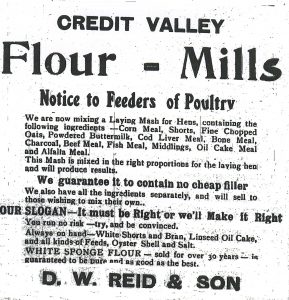 CREDIT VALLEY
Flour - Mills
Notice to Feeders of Poultry
We are now mixing a Laying Mash for Hens, containing the
following ingredients—Corn Meal, Shorts, Fine Chopped
Oats, Powdered Buttermilk, Cod Liver Meal, Bone Meal,
Charcoal, Beef Meal, Fish Meal, Middlings, Oil Cake Meal
and Alfalfa Meal.
This Mash is mixed in the right proportions for the laying hen
and will produce results.
We guarantee it to contain no cheap filler
We also have all the ingredients separately, and will sell to
those wishing to mix their own.
OUR SLOGAN—It must be Right or we'll Make it Right
You run no risk—try, and be convinced.
Always on hand—White Shorts and Bran, Linseed Oil Cake,
and all kinds of Feeds, Oyster Shell and Salt.
WHITE SPONGE FLOUR — sold for over 30 years — is
guaranteed to be pure and as good as the best.
D. W. REID & SON